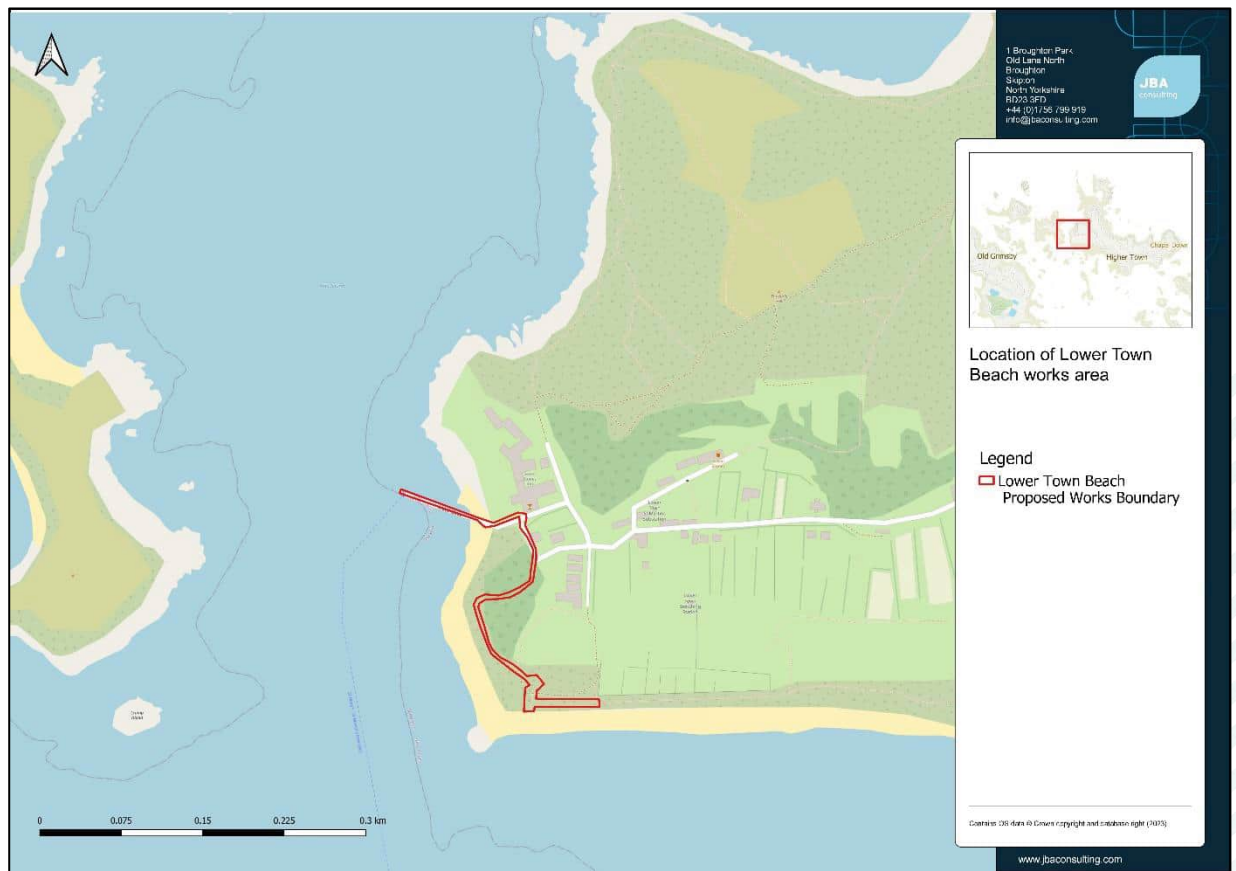 1 Broughton Park
Old Lane North
Broughton
Skipton
North Yorkshire
BD23 3FD
+44 (0)1756 799 919
info@jbaconsulting.com
JBA
consulting
Old Grimsby
Higher Town
Chapel Down
Location of Lower Town
Beach works area
Legend
Lower Town Beach
Proposed Works Boundary
0
0.075
0.15
0.225
0.3 km
Contains OS data © Crown copyright and database right (2023)
www.jbaconsulting.com